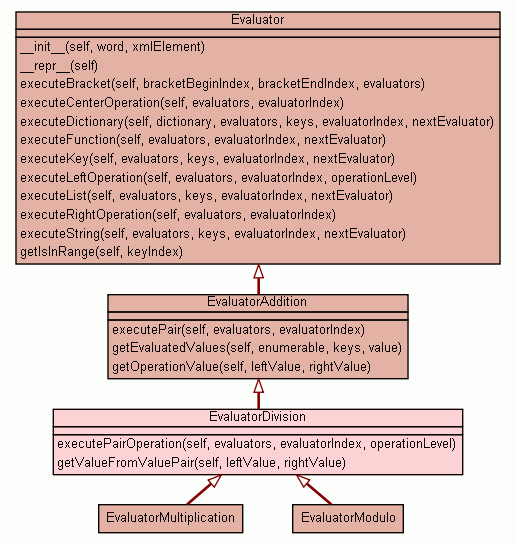 Evaluator
__init__(self, word, xmlElement)
__repr__(self)
executeBracket(self, bracketBeginIndex, bracketEndIndex, evaluators)
executeCenterOperation(self, evaluators, evaluatorIndex)
executeDictionary(self, dictionary, evaluators, keys, evaluatorIndex, nextEvaluator)
executeFunction(self, evaluators, evaluatorIndex, nextEvaluator)
executeKey(self, evaluators, keys, evaluatorIndex, nextEvaluator)
executeLeftOperation(self, evaluators, evaluatorIndex, operationLevel)
executeList(self, evaluators, keys, evaluatorIndex, nextEvaluator)
executeRightOperation(self, evaluators, evaluatorIndex)
executeString(self, evaluators, keys, evaluatorIndex, nextEvaluator)
getIsInRange(self, keyIndex)
EvaluatorAddition
executePair(self, evaluators, evaluatorIndex)
getEvaluatedValues(self, enumerable, keys, value)
getOperationValue(self, leftValue, rightValue)
EvaluatorDivision
executePairOperation(self, evaluators, evaluatorIndex, operationLevel)
getValueFromValuePair(self, leftValue, rightValue)
EvaluatorMultiplication
EvaluatorModulo